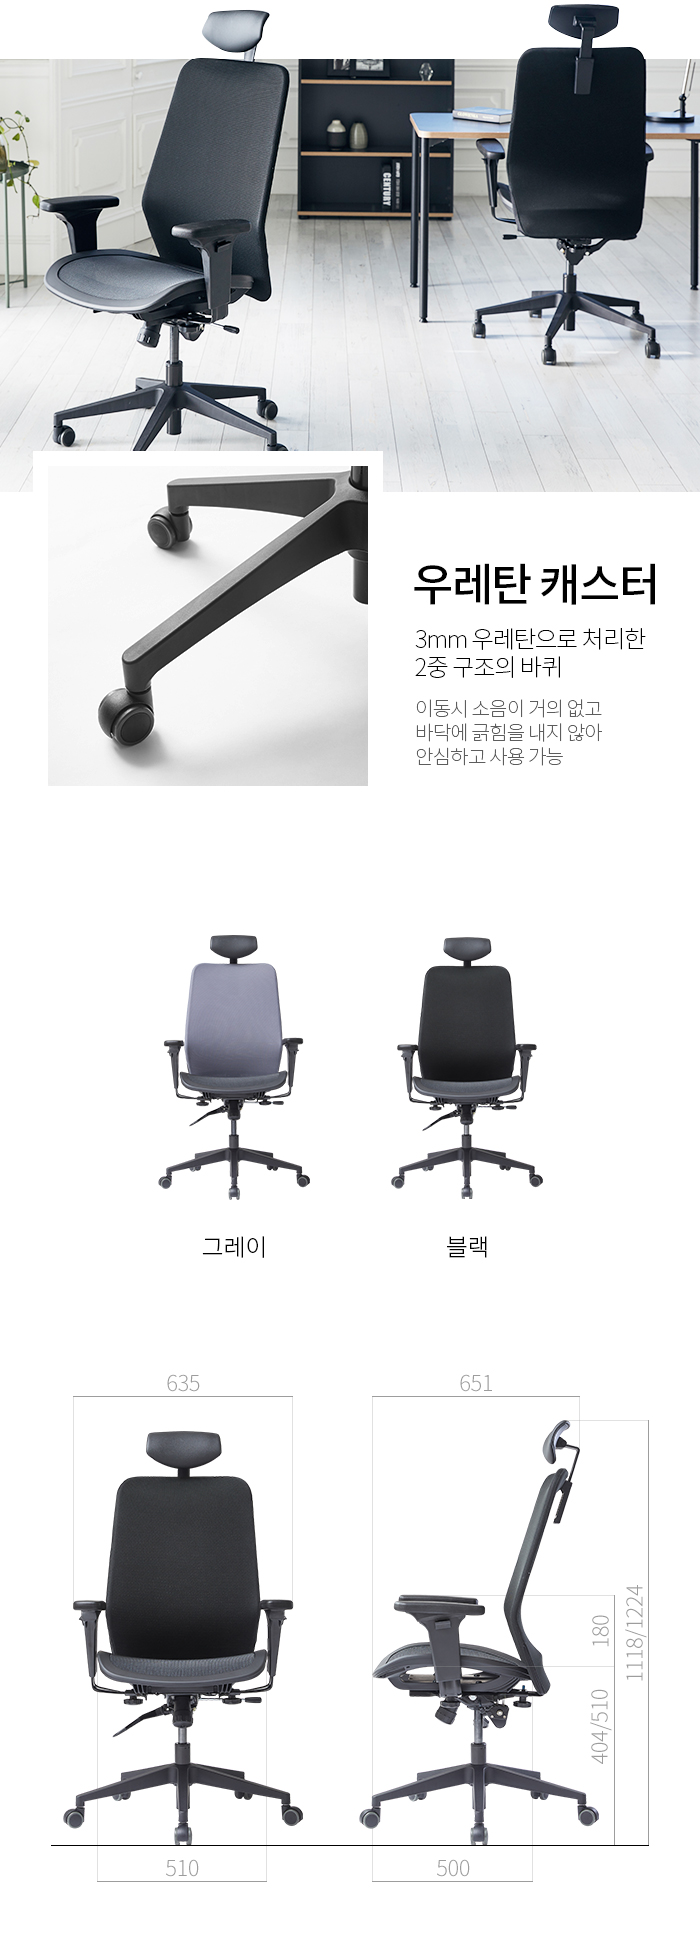 CENTURY
우레탄 캐스터
3mm 우레탄으로 처리한
2중 구조의 바퀴
이동시 소음이 거의 없고
바닥에 긁힘을 내지 않아
안심하고 사용 가능
그레이
블랙
635
651
180
1118/1224
404/510
510
500